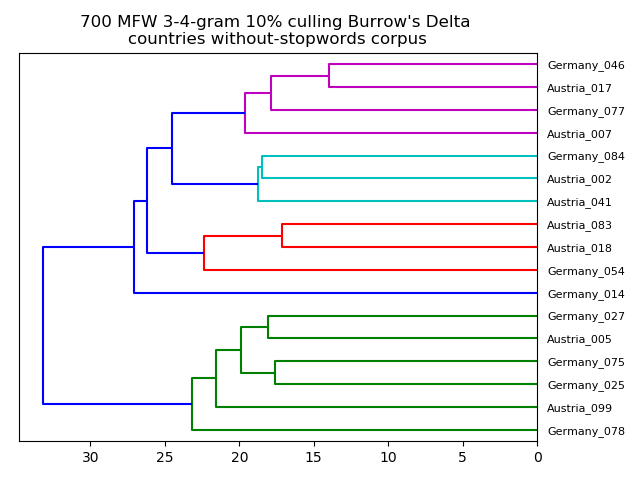 700 MFW 3-4-gram 10% culling Burrow's Delta
countries without-stopwords corpus
Germany_046
Austria_017
Germany_077
Austria_007
Germany_084
Austria_002
Austria_041
Austria_083
Austria_018
Germany_054
Germany_014
Germany_027
Austria_005
Germany_075
Germany_025
Austria_099
Germany_078
30 25 20 15 10 5 0